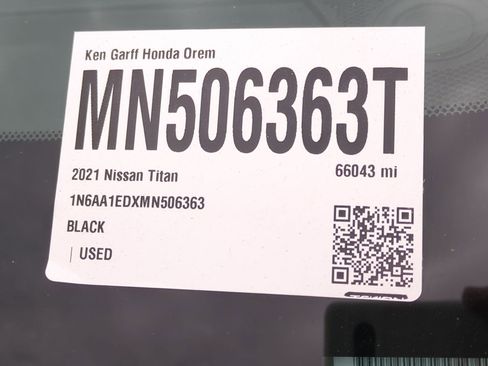 Ken Garff Honda Orem
MN506363T
2021 Nissan Titan
66043 mi
1N6AA1EDXMN506363
BLACK
| USED